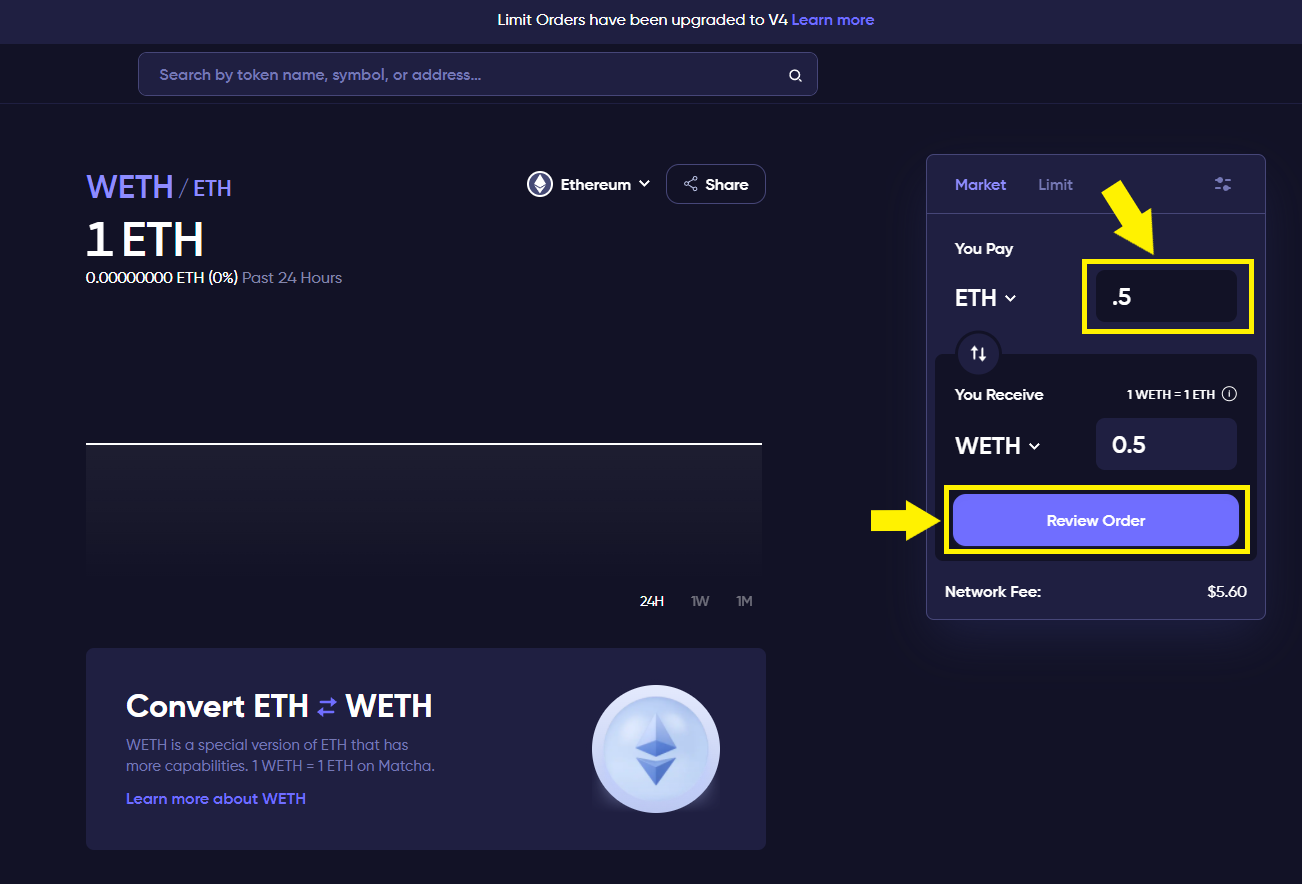 Limit Orders have been upgraded to V4 Learn more
Search by token name, symbol, or address...
WETH / ETH
Ethereum
Share
1 ETH
0.00000000 ETH (0%) Past 24 Hours
24H 1W 1M
Convert ETH ⇄ WETH
WETH is a special version of ETH that has
more capabilities. 1 WETH = 1 ETH on Matcha.
Learn more about WETH
Market Limit
You Pay
ETH .5
You Receive 1 WETH = 1 ETH
WETH 0.5
Review Order
Network Fee: $5.60